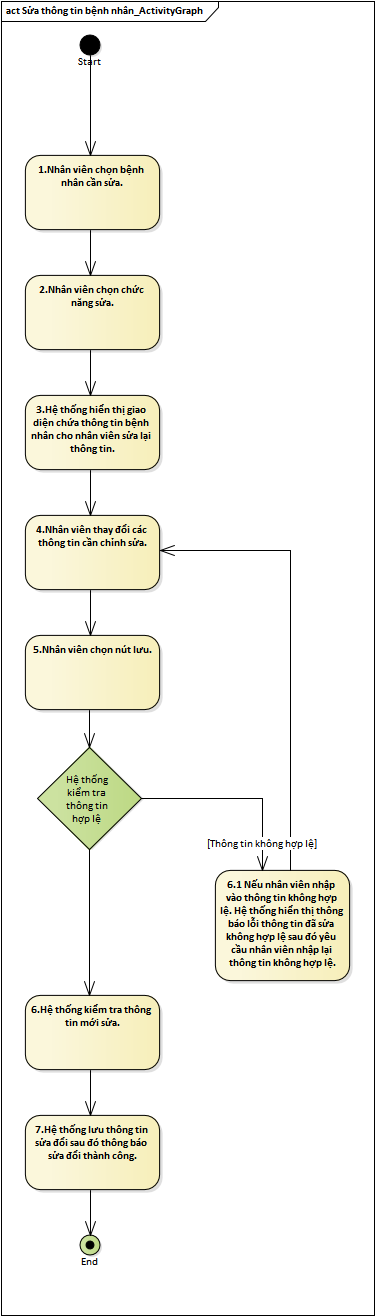 act Sửa thông tin bệnh nhân_ActivityGraph
Start
1.Nhân viên chọn bệnh
nhân cần sửa.
2.Nhân viên chọn chức
năng sửa.
3.Hệ thống hiển thị giao
diện chứa thông tin bệnh
nhân cho nhân viên sửa lại
thông tin.
4.Nhân viên thay đổi các
thông tin cần chỉnh sửa.
5.Nhân viên chọn nút lưu.
Hệ thống
kiểm tra
thông tin
hợp lệ
[Thông tin không hợp lệ]
6.1 Nếu nhân viên nhập
vào thông tin không hợp
lệ. Hệ thống hiển thị thông
báo lỗi thông tin đã sửa
không hợp lệ sau đó yêu
cầu nhân viên nhập lại
thông tin không hợp lệ.
6.Hệ thống kiểm tra thông
tin mới sửa.
7.Hệ thống lưu thông tin
sửa đổi sau đó thông báo
sửa đổi thành công.
End